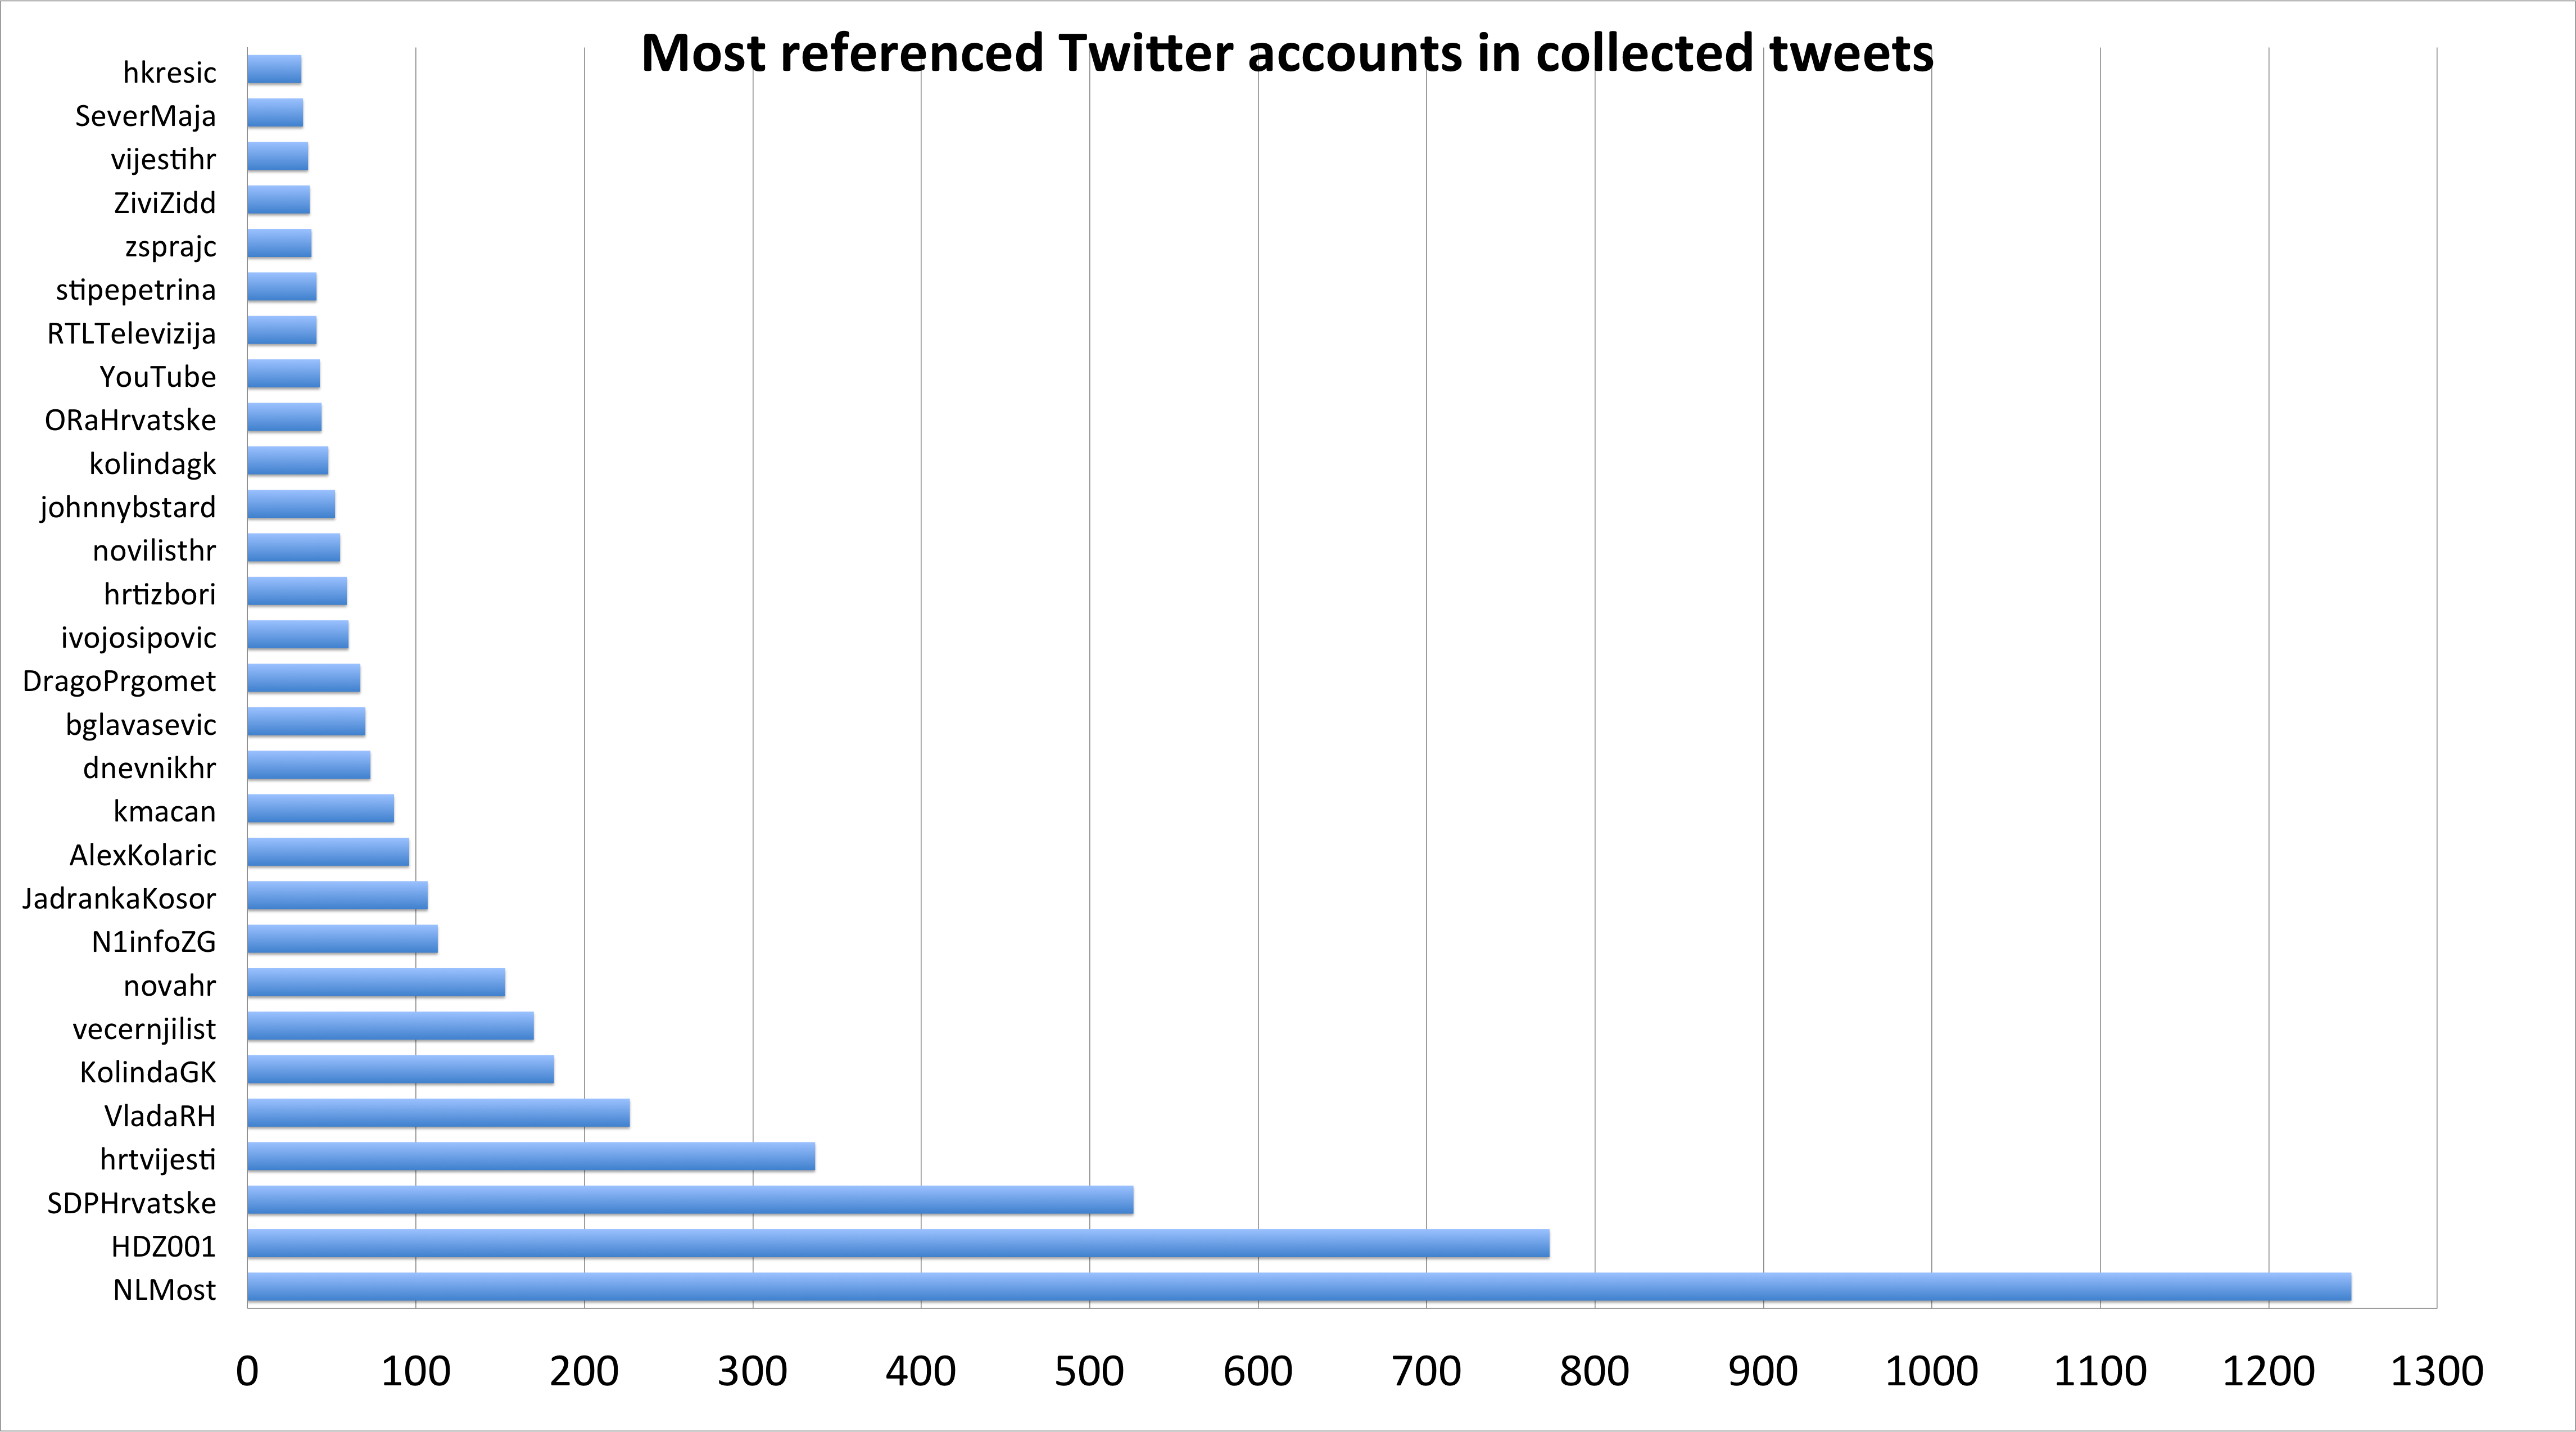 Most referenced Twitter accounts in collected tweets
hkresic
SeverMaja
vijestihr
ZiviZidd
zsprajc
stipepetrina
RTLTelevizija
YouTube
ORaHrvatske
kolindagk
johnnybstard
novilisthr
hrtizbori
ivojosipovic
DragoPrgomet
bglavasevic
dnevnikhr
kmacan
AlexKolaric
JadrankaKosor
N1infoZG
novahr
vecernjilist
KolindaGK
VladaRH
hrtvijesti
SDPHrvatske
HDZ001
NLMost
0 100 200 300 400 500 600 700 800 900 1000 1100 1200 1300